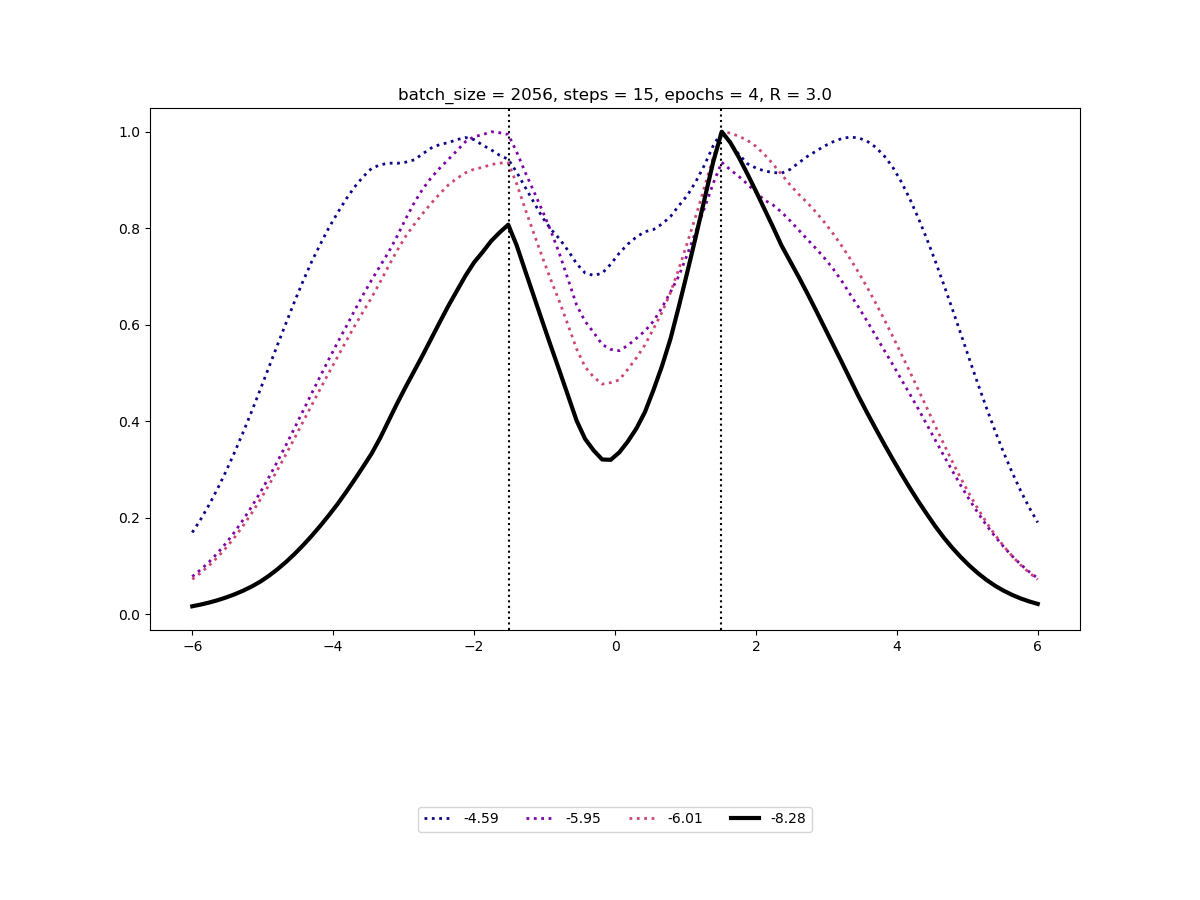 batch_size = 2056, steps = 15, epochs = 4, R = 3.0
1.0
0.8
0.6
0.4
0.2
0.0
−6 −4 −2 0 2 4 6
-4.59 -5.95 -6.01 -8.28